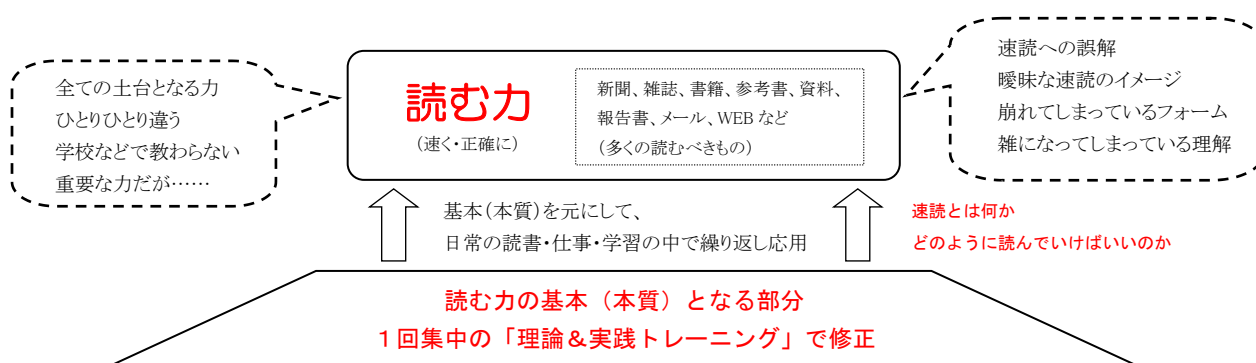 全ての土台となる力
ひとりひとり違う
学校などで教わらない
重要な力だが……
読む力
(速く・正確に)
新聞、雑誌、書籍、参考書、資料、
報告書、メール、WEB など
(多くの読むべきもの)
速読への誤解
曖昧な速読のイメージ
崩れてしまっているフォーム
雑になってしまっている理解
基本(本質)を元にして、
日常の読書・仕事・学習の中で繰り返し応用
速読とは何か
どのように読んでいけばいいのか
読む力の基本(本質)となる部分
1回集中の「理論&実践トレーニング」で修正